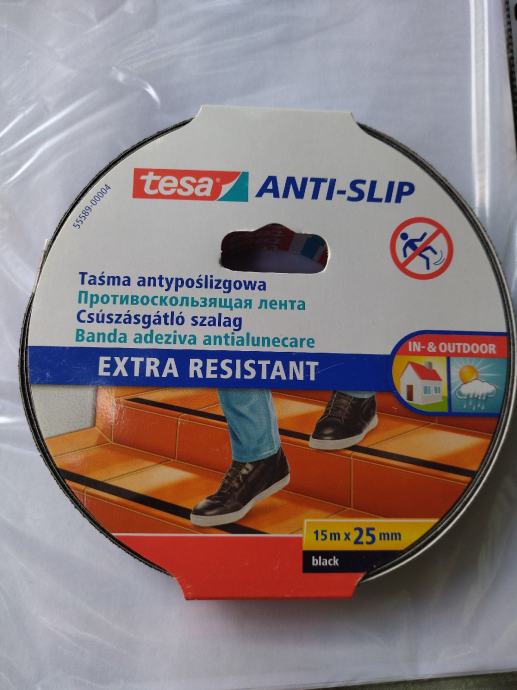 55589-00004
tesa ANTI-SLIP
Taśma antypoślizgowa
Противоскользящая лента
Csúszásgátló szalag
Banda adeziva antialunecare
EXTRA RESISTANT
IN- & OUTDOOR
15 m x 25 mm
black